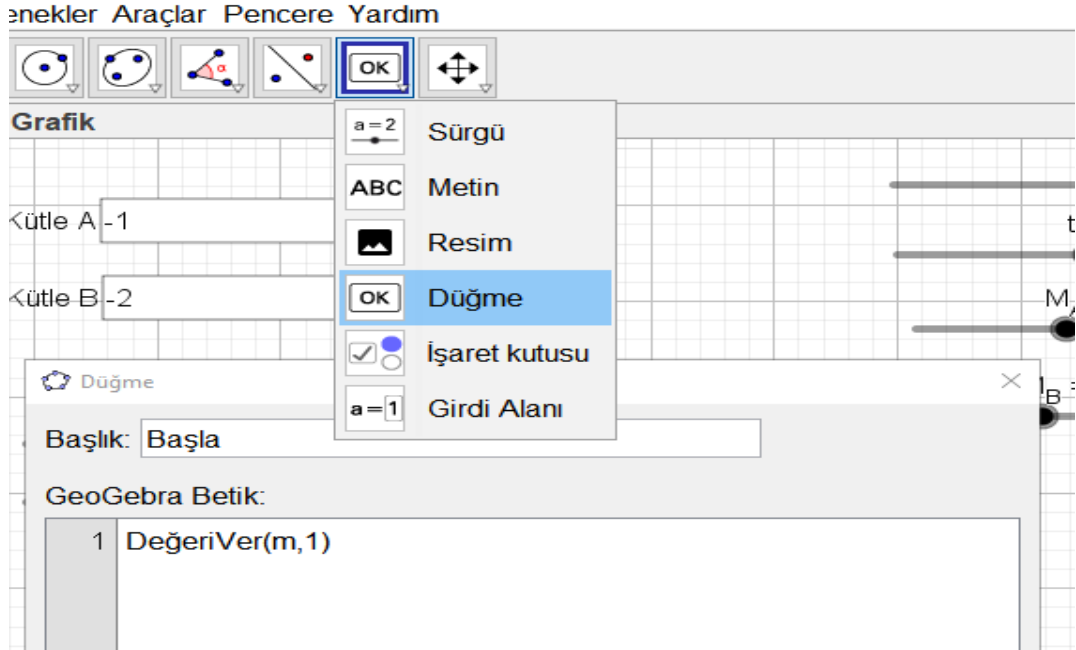 enekler Araçlar Pencere Yardım
OK
Grafik
a=2 Sürgü
ABC Metin
Resim
OK Düğme
İşaret kutusu
a=1 Girdi Alanı
Kütle A -1
Kütle B -2
t
M
B =
Düğme
Başlık: Başla
GeoGebra Betik:
1 DeğeriVer(m,1)